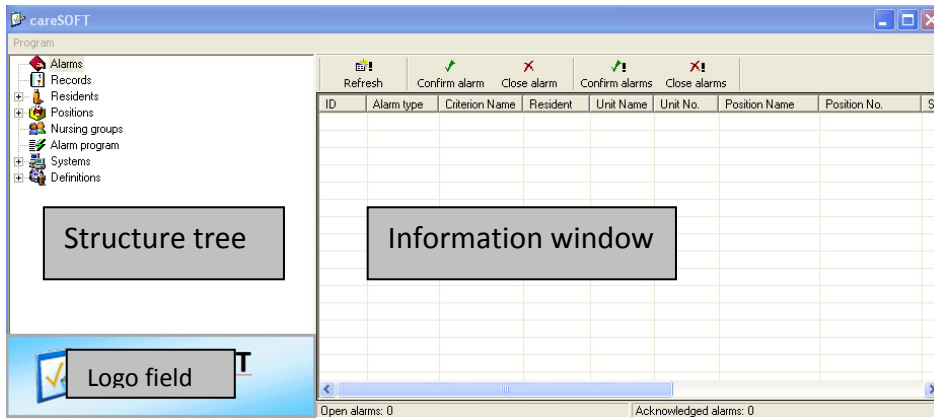 careSOFT
Program
Alarms
Records
Residents
Positions
Nursing groups
Alarm program
Systems
Definitions
Refresh Confirm alarm Close alarm Confirm alarms Close alarms
ID Alarm type Criterion Name Resident Unit Name Unit No. Position Name Position No. S
Structure tree
Information window
Logo field
T
Open alarms: 0 Acknowledged alarms: 0